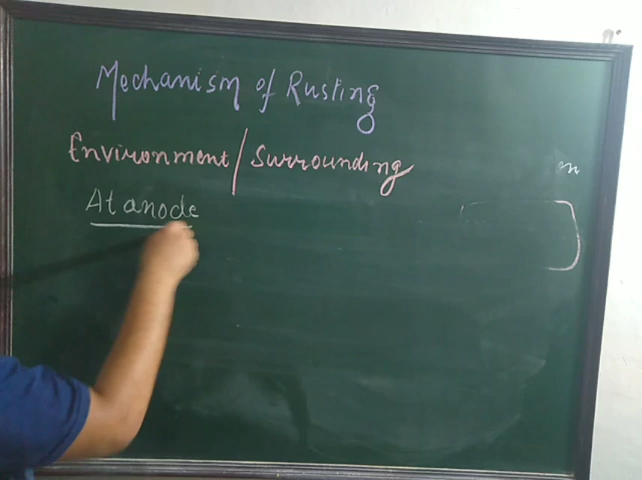 Mechanism of Rusting
Environment/Surrounding
At anode